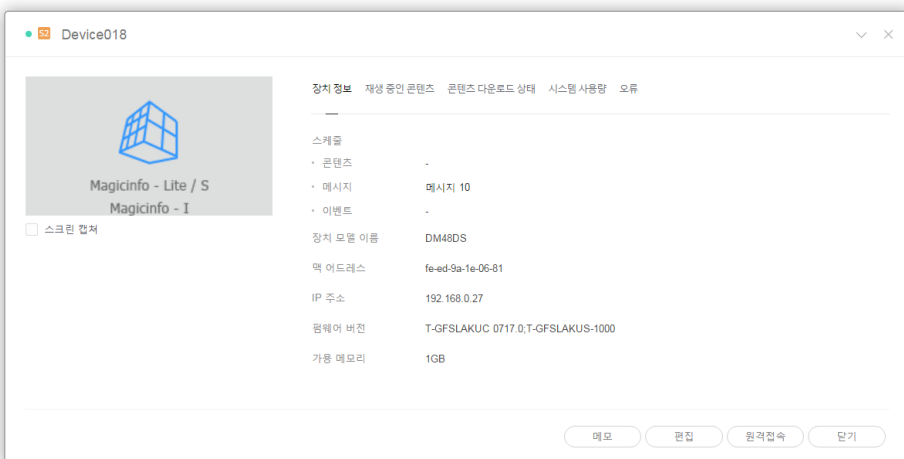 S2 Device018
장치 정보 재생 중인 콘텐츠 콘텐츠 다운로드 상태 시스템 사용량 오류
Magicinfo - Lite / S
Magicinfo - I
스크린 캡쳐
스케줄
· 콘텐츠 -
· 메시지 메시지 10
· 이벤트 -
장치 모델 이름 DM48DS
맥 어드레스 fe-ed-9a-1e-06-81
IP 주소 192.168.0.27
펌웨어 버전 T-GFSLAKUC 0717.0;T-GFSLAKUS-1000
가용 메모리 1GB
메모 편집 원격접속 닫기